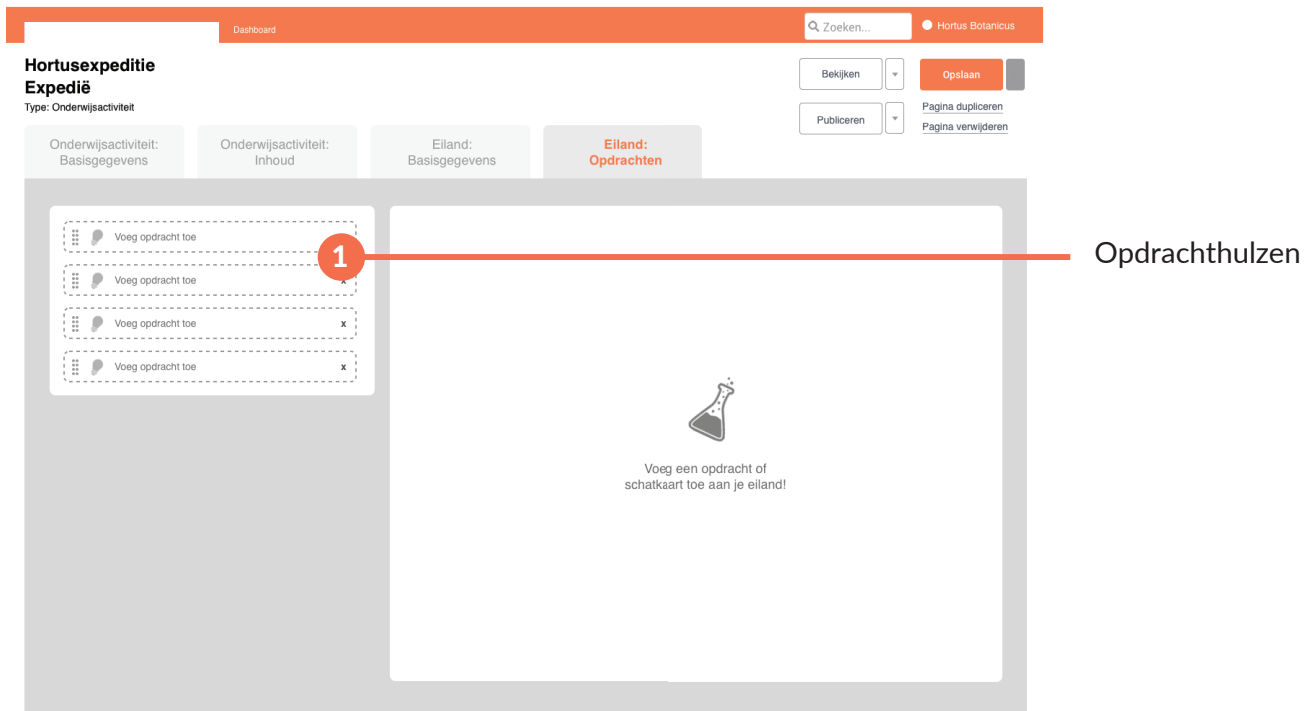 Dashboard
Zoeken...
Hortus Botanicus
Hortusexpeditie
Expedië
Type: Onderwijsactiviteit
Bekijken
Opslaan
Publiceren
Pagina dupliceren
Pagina verwijderen
Onderwijsactiviteit:
Basisgegevens
Onderwijsactiviteit:
Inhoud
Eiland:
Basisgegevens
Eiland:
Opdrachten
Voeg opdracht toe
1
Opdrachthulzen
Voeg opdracht toe
x
Voeg opdracht toe
x
Voeg opdracht toe
x
Voeg een opdracht of
schatkaart toe aan je eiland!